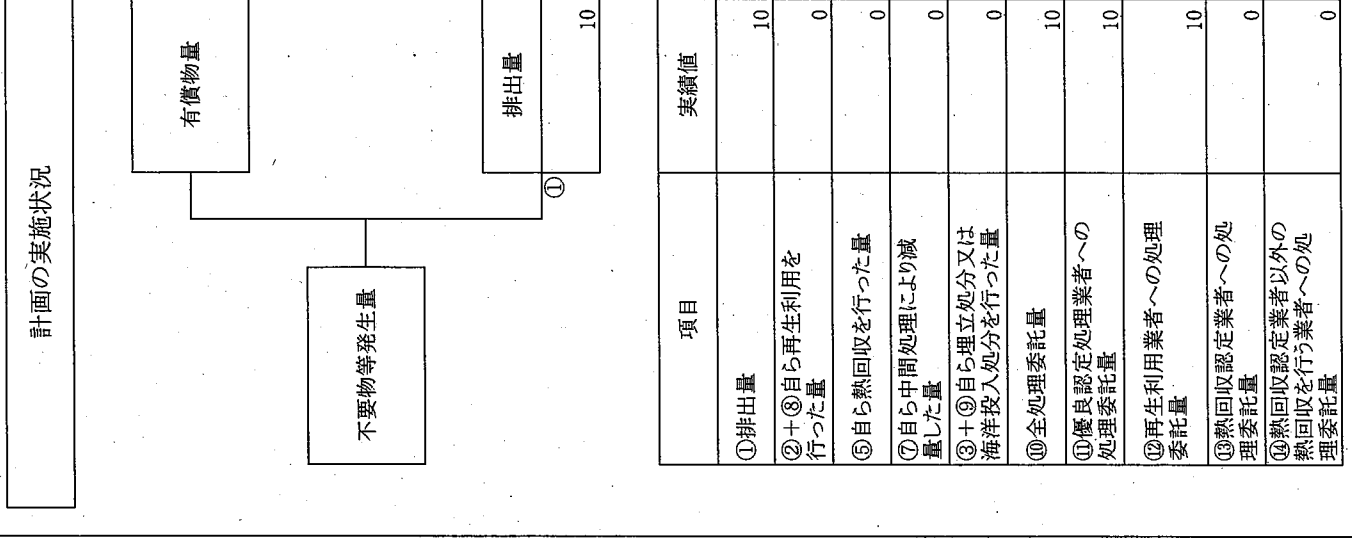 計画の実施状況
有償物量
不要物等発生量
排出量
①
10
項目
実績値
①排出量
10
②+⑧自ら再生利用を
行った量
0
⑤自ら熱回収を行った量
0
⑦自ら中間処理により減
量した量
0
③+⑨自ら埋立処分又は
海洋投入処分を行った量
0
⑩全処理委託量
10
⑪優良認定処理業者への
処理委託量
10
⑫再生利用業者への処理
委託量
10
⑬熱回収認定業者への処
理委託量
0
⑭熱回収認定業者以外の
熱回収を行う業者への処
理委託量
0